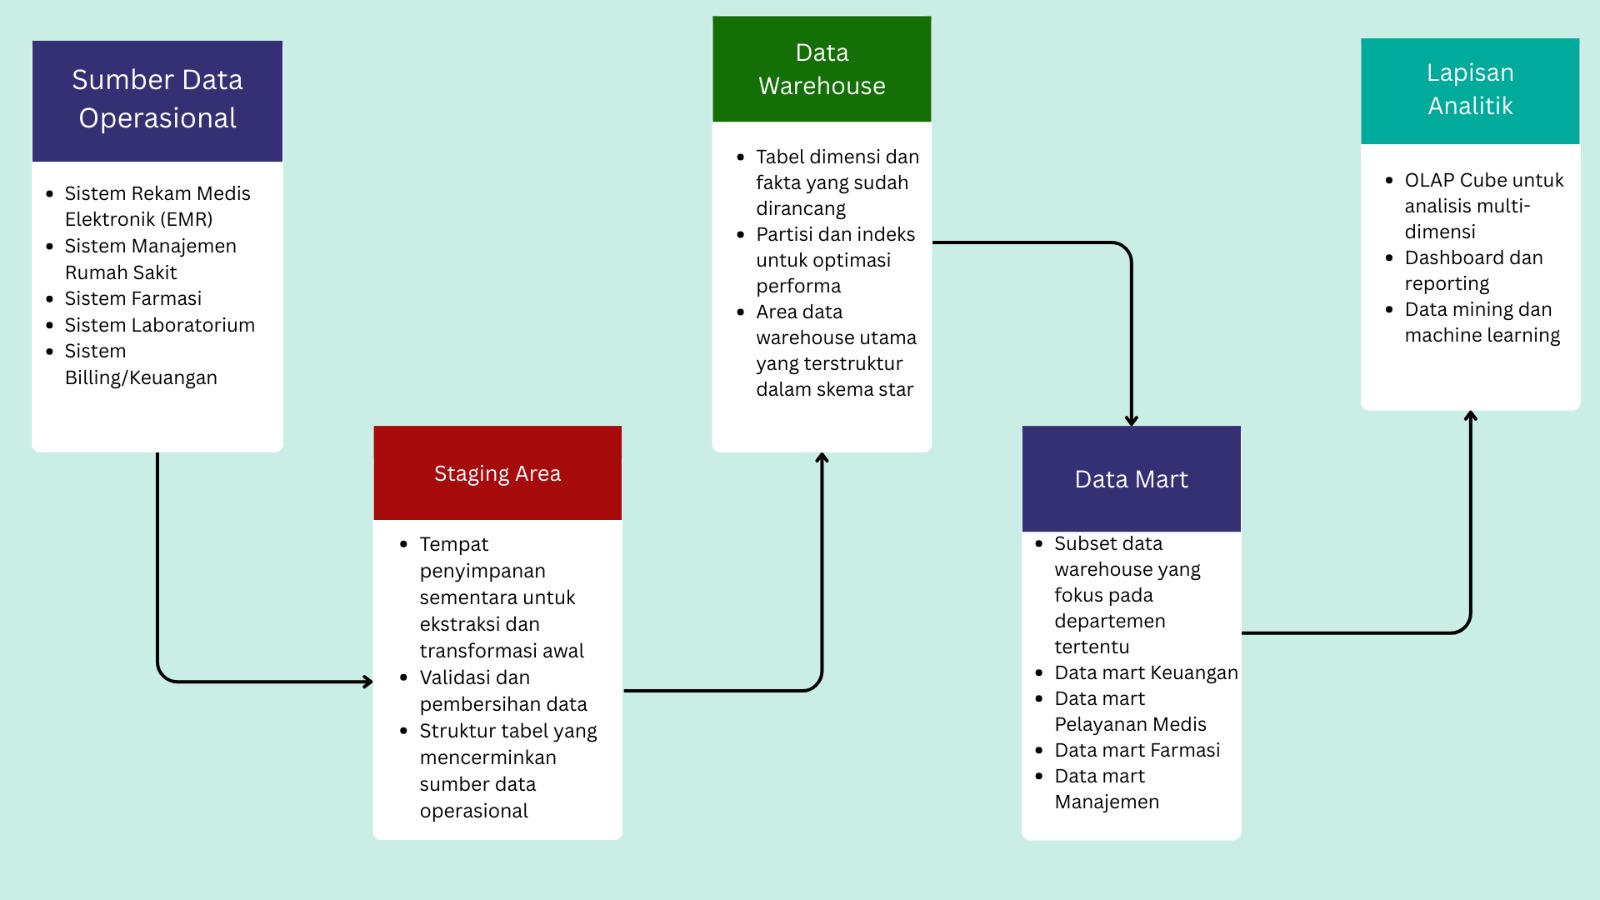 Sumber Data
Operasional
• Sistem Rekam Medis
Elektronik (EMR)
• Sistem Manajemen
Rumah Sakit
• Sistem Farmasi
• Sistem Laboratorium
• Sistem
Billing/Keuangan
Staging Area
• Tempat
penyimpanan
sementara untuk
ekstraksi dan
transformasi awal
• Validasi dan
pembersihan data
• Struktur tabel yang
mencerminkan
sumber data
operasional
Data
Warehouse
• Tabel dimensi dan
fakta yang sudah
dirancang
• Partisi dan indeks
untuk optimasi
performa
• Area data
warehouse utama
yang terstruktur
dalam skema star
Data Mart
• Subset data
warehouse yang
fokus pada
departemen
tertentu
• Data mart Keuangan
• Data mart
Pelayanan Medis
• Data mart Farmasi
• Data mart
Manajemen
Lapisan
Analitik
• OLAP Cube untuk
analisis multi-
dimensi
• Dashboard dan
reporting
• Data mining dan
machine learning